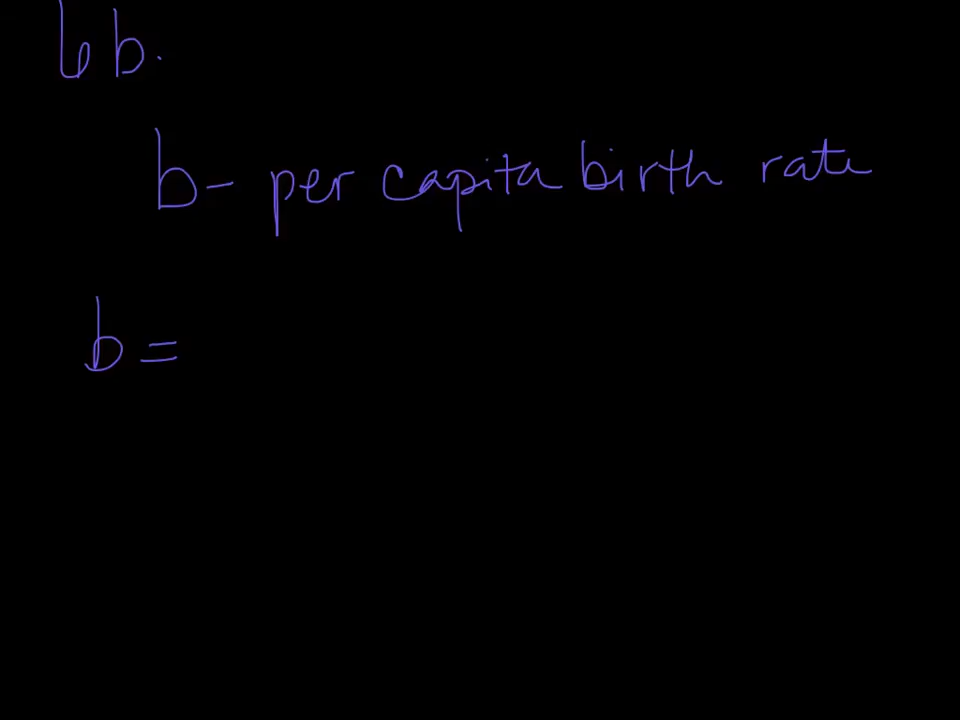 6b.
b- per capita birth rate
b =